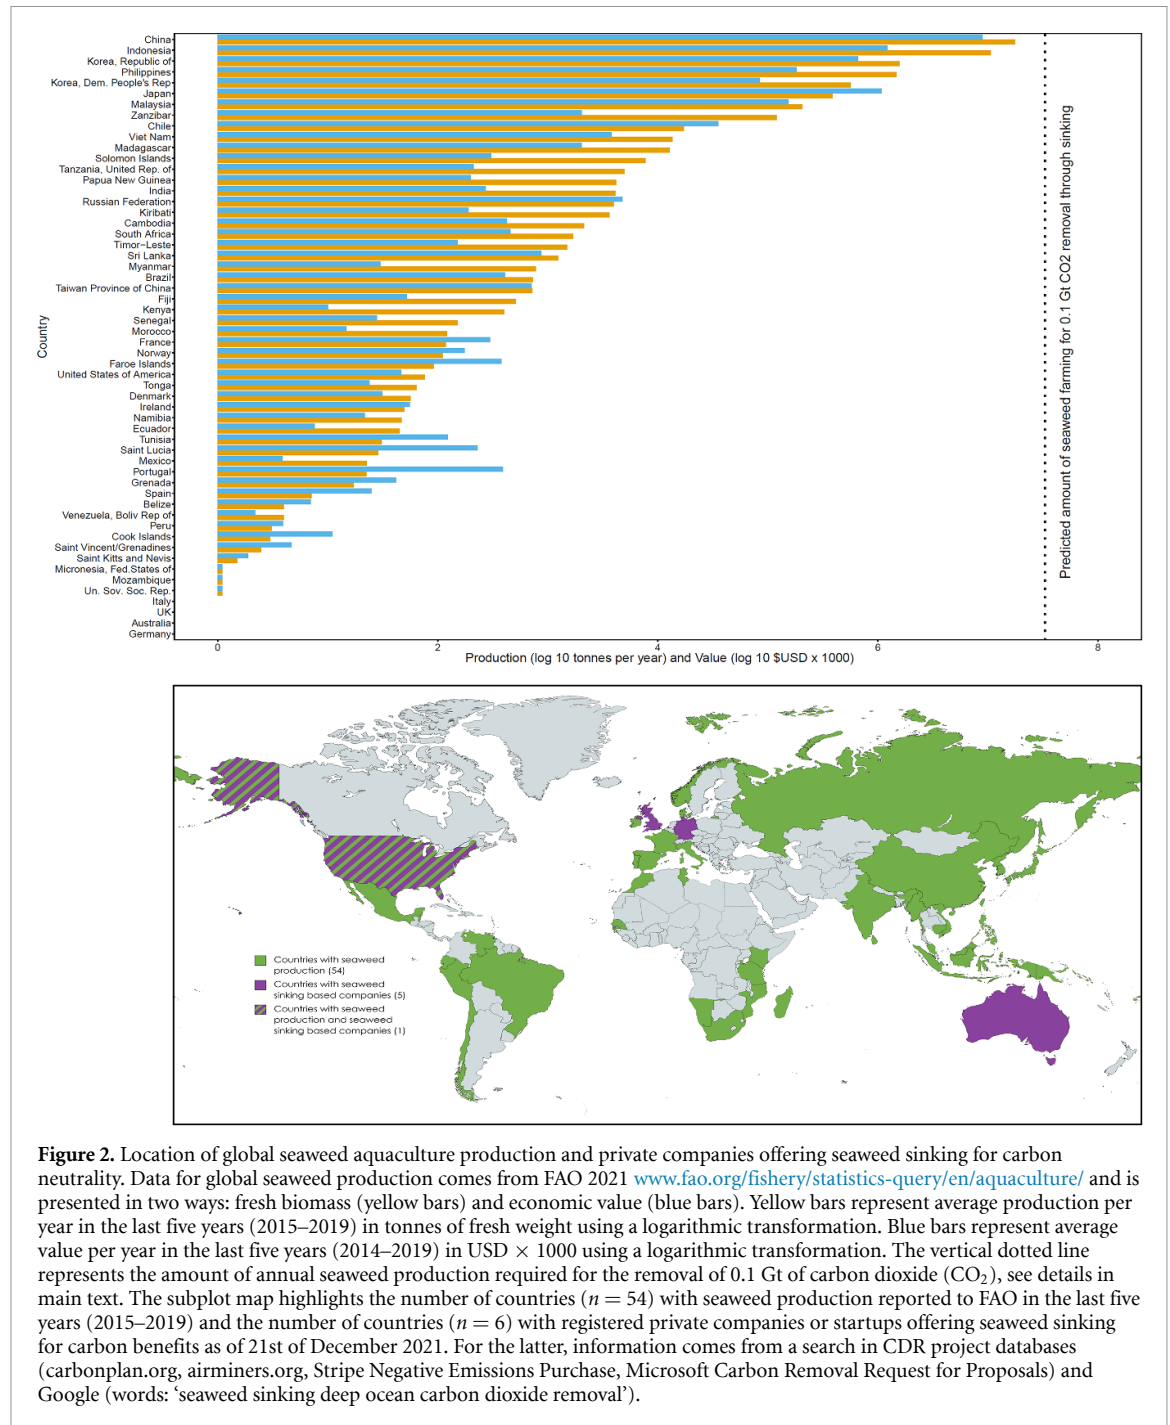 China
Indonesia
Korea, Republic of
Philippines
Korea, Dem. People's Rep
Japan
Malaysia
Zanzibar
Chile
Viet Nam
Madagascar
Solomon Islands
Tanzania, United Rep. of
Papua New Guinea
India
Russian Federation
Kiribati
Cambodia
South Africa
Timor−Leste
Sri Lanka
Myanmar
Brazil
Taiwan Province of China
Fiji
Kenya
Senegal
Morocco
France
Norway
Faroe Islands
United States of America
Tonga
Denmark
Ireland
Namibia
Ecuador
Tunisia
Saint Lucia
Mexico
Portugal
Grenada
Spain
Belize
Venezuela, Boliv Rep of
Peru
Cook Islands
Saint Vincent/Grenadines
Saint Kitts and Nevis
Micronesia, Fed.States of
Mozambique
Un. Sov. Soc. Rep.
Italy
UK
Australia
Germany
Country
Predicted amount of seaweed farming for 0.1 Gt CO2 removal through sinking
0 2 4 6 8
Production (log 10 tonnes per year) and Value (log 10 $USD x 1000)
Countries with seaweed
production (54)
Countries with seaweed
sinking based companies (5)
Countries with seaweed
production and seaweed
sinking based companies (1)
Figure 2. Location of global seaweed aquaculture production and private companies offering seaweed sinking for carbon
neutrality. Data for global seaweed production comes from FAO 2021 www.fao.org/fishery/statistics-query/en/aquaculture/ and is
presented in two ways: fresh biomass (yellow bars) and economic value (blue bars). Yellow bars represent average production per
year in the last five years (2015–2019) in tonnes of fresh weight using a logarithmic transformation. Blue bars represent average
value per year in the last five years (2014–2019) in USD × 1000 using a logarithmic transformation. The vertical dotted line
represents the amount of annual seaweed production required for the removal of 0.1 Gt of carbon dioxide (CO₂), see details in
main text. The subplot map highlights the number of countries (n = 54) with seaweed production reported to FAO in the last five
years (2015–2019) and the number of countries (n = 6) with registered private companies or startups offering seaweed sinking
for carbon benefits as of 21st of December 2021. For the latter, information comes from a search in CDR project databases
(carbonplan.org, airminers.org, Stripe Negative Emissions Purchase, Microsoft Carbon Removal Request for Proposals) and
Google (words: ‘seaweed sinking deep ocean carbon dioxide removal’).